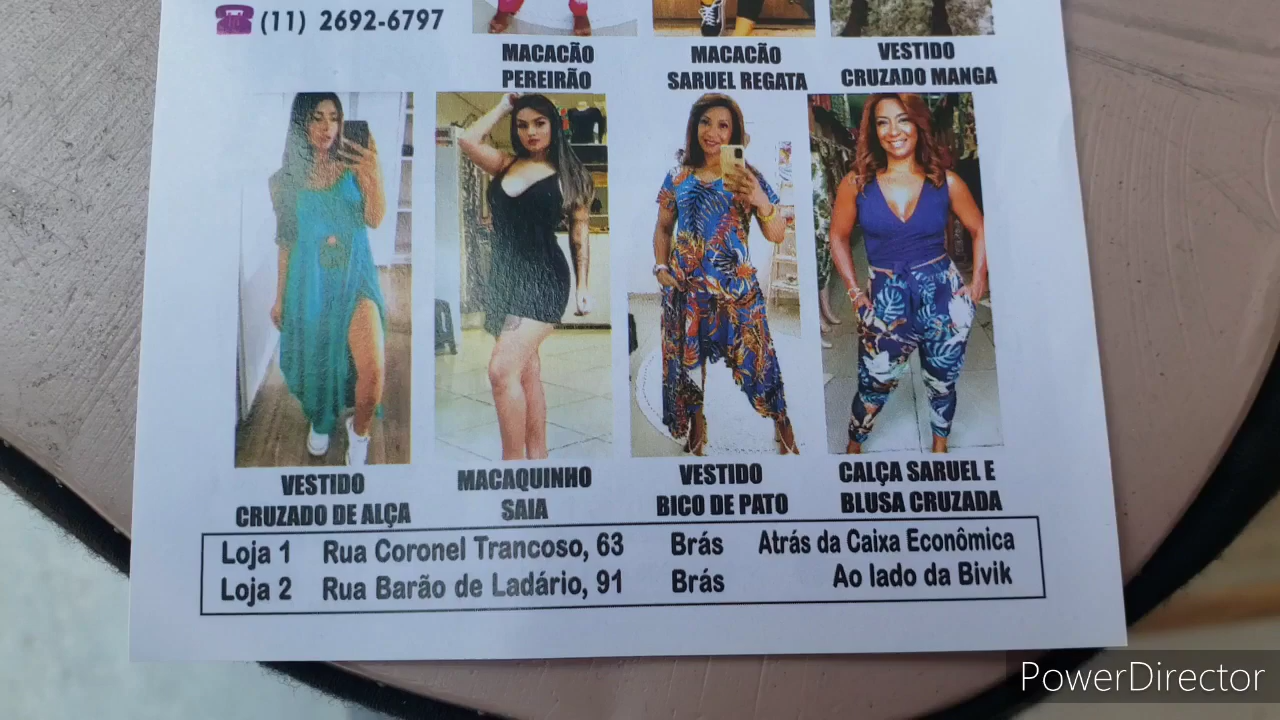 (11) 2692-6797
MACACÃO
PEREIRÃO
MACACÃO
SARUEL REGATA
VESTIDO
CRUZADO MANGA
VESTIDO
CRUZADO DE ALÇA
MACAQUINHO
SAIA
VESTIDO
BICO DE PATO
CALÇA SARUEL E
BLUSA CRUZADA
Loja 1 Rua Coronel Trancoso, 63 Brás Atrás da Caixa Econômica
Loja 2 Rua Barão de Ladário, 91 Brás Ao lado da Bivik
PowerDirector